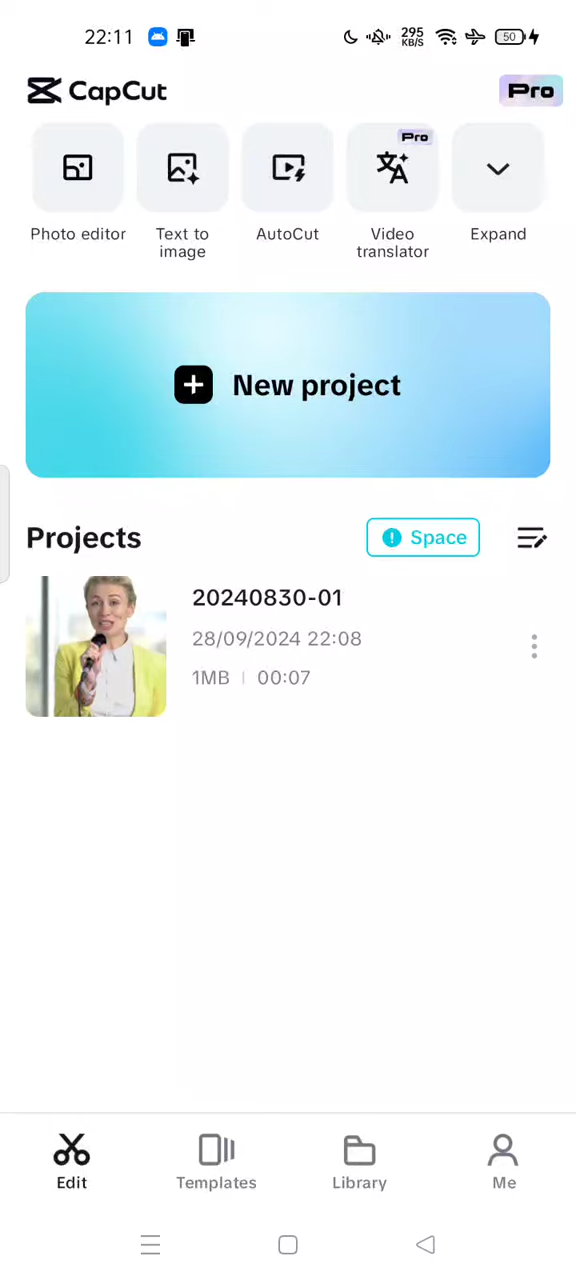 22:11
295 KB/S
50
CapCut
Pro
Pro
Photo editor
Text to image
AutoCut
Video translator
Expand
New project
Projects
Space
20240830-01
28/09/2024 22:08
1MB | 00:07
Edit
Templates
Library
Me